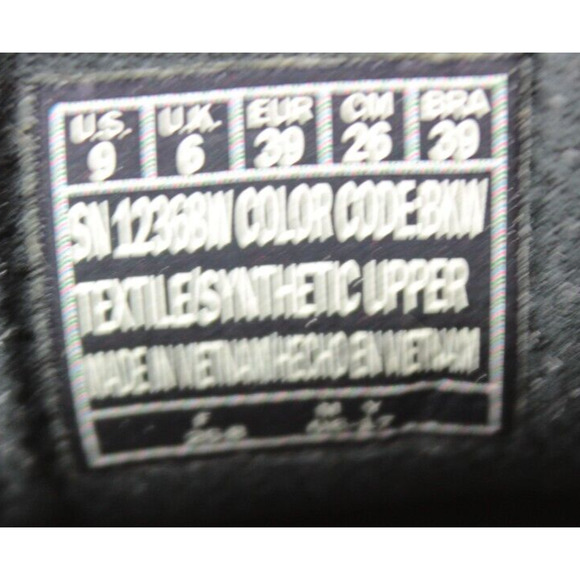 U.S. U.K. EUR CM BRA
9 6 39 26 39
SN 12368W COLOR CODE:BKW
TEXTILE/SYNTHETIC UPPER
MADE IN VIETNAM/HECHO EN VIETNAM